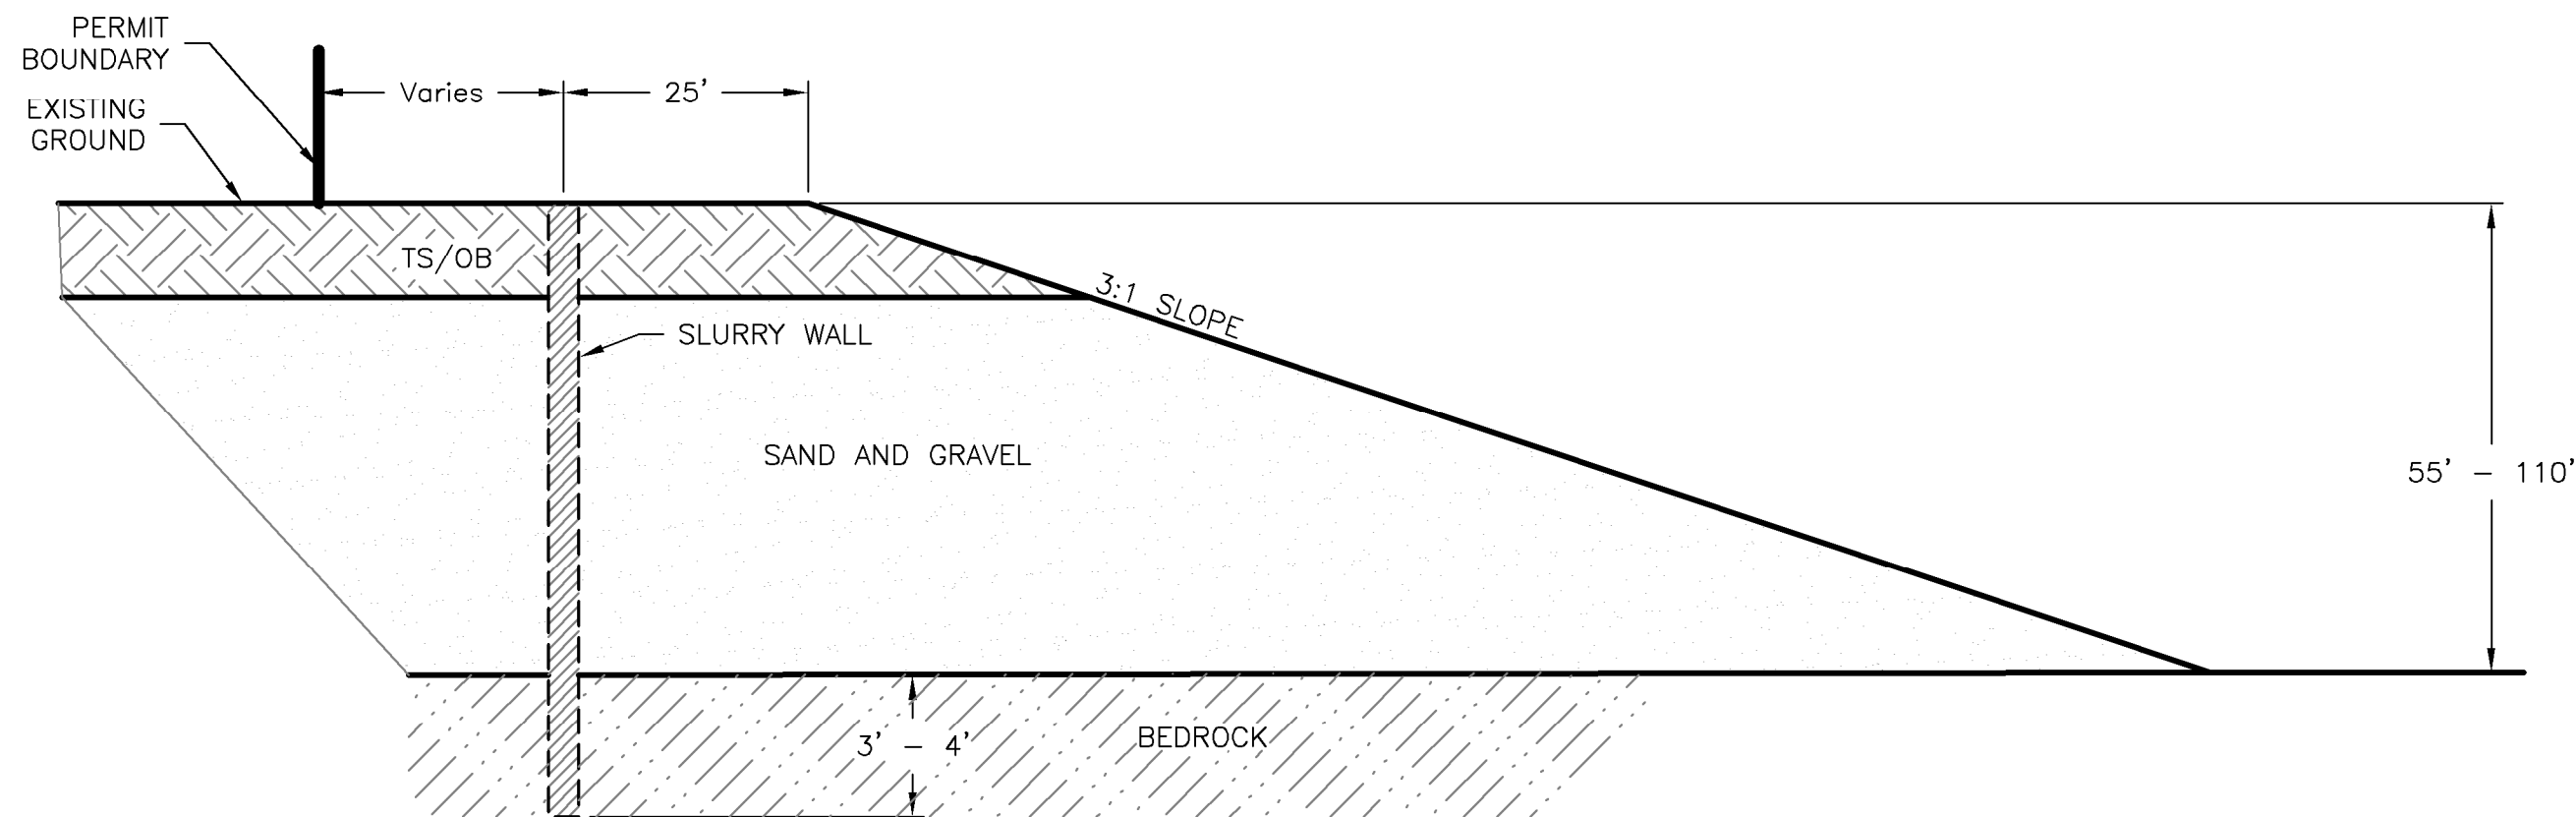 PERMIT
BOUNDARY
EXISTING
GROUND
Varies
25'
TS/OB
3:1 SLOPE
SLURRY WALL
SAND AND GRAVEL
55' – 110'
3' – 4'
BEDROCK